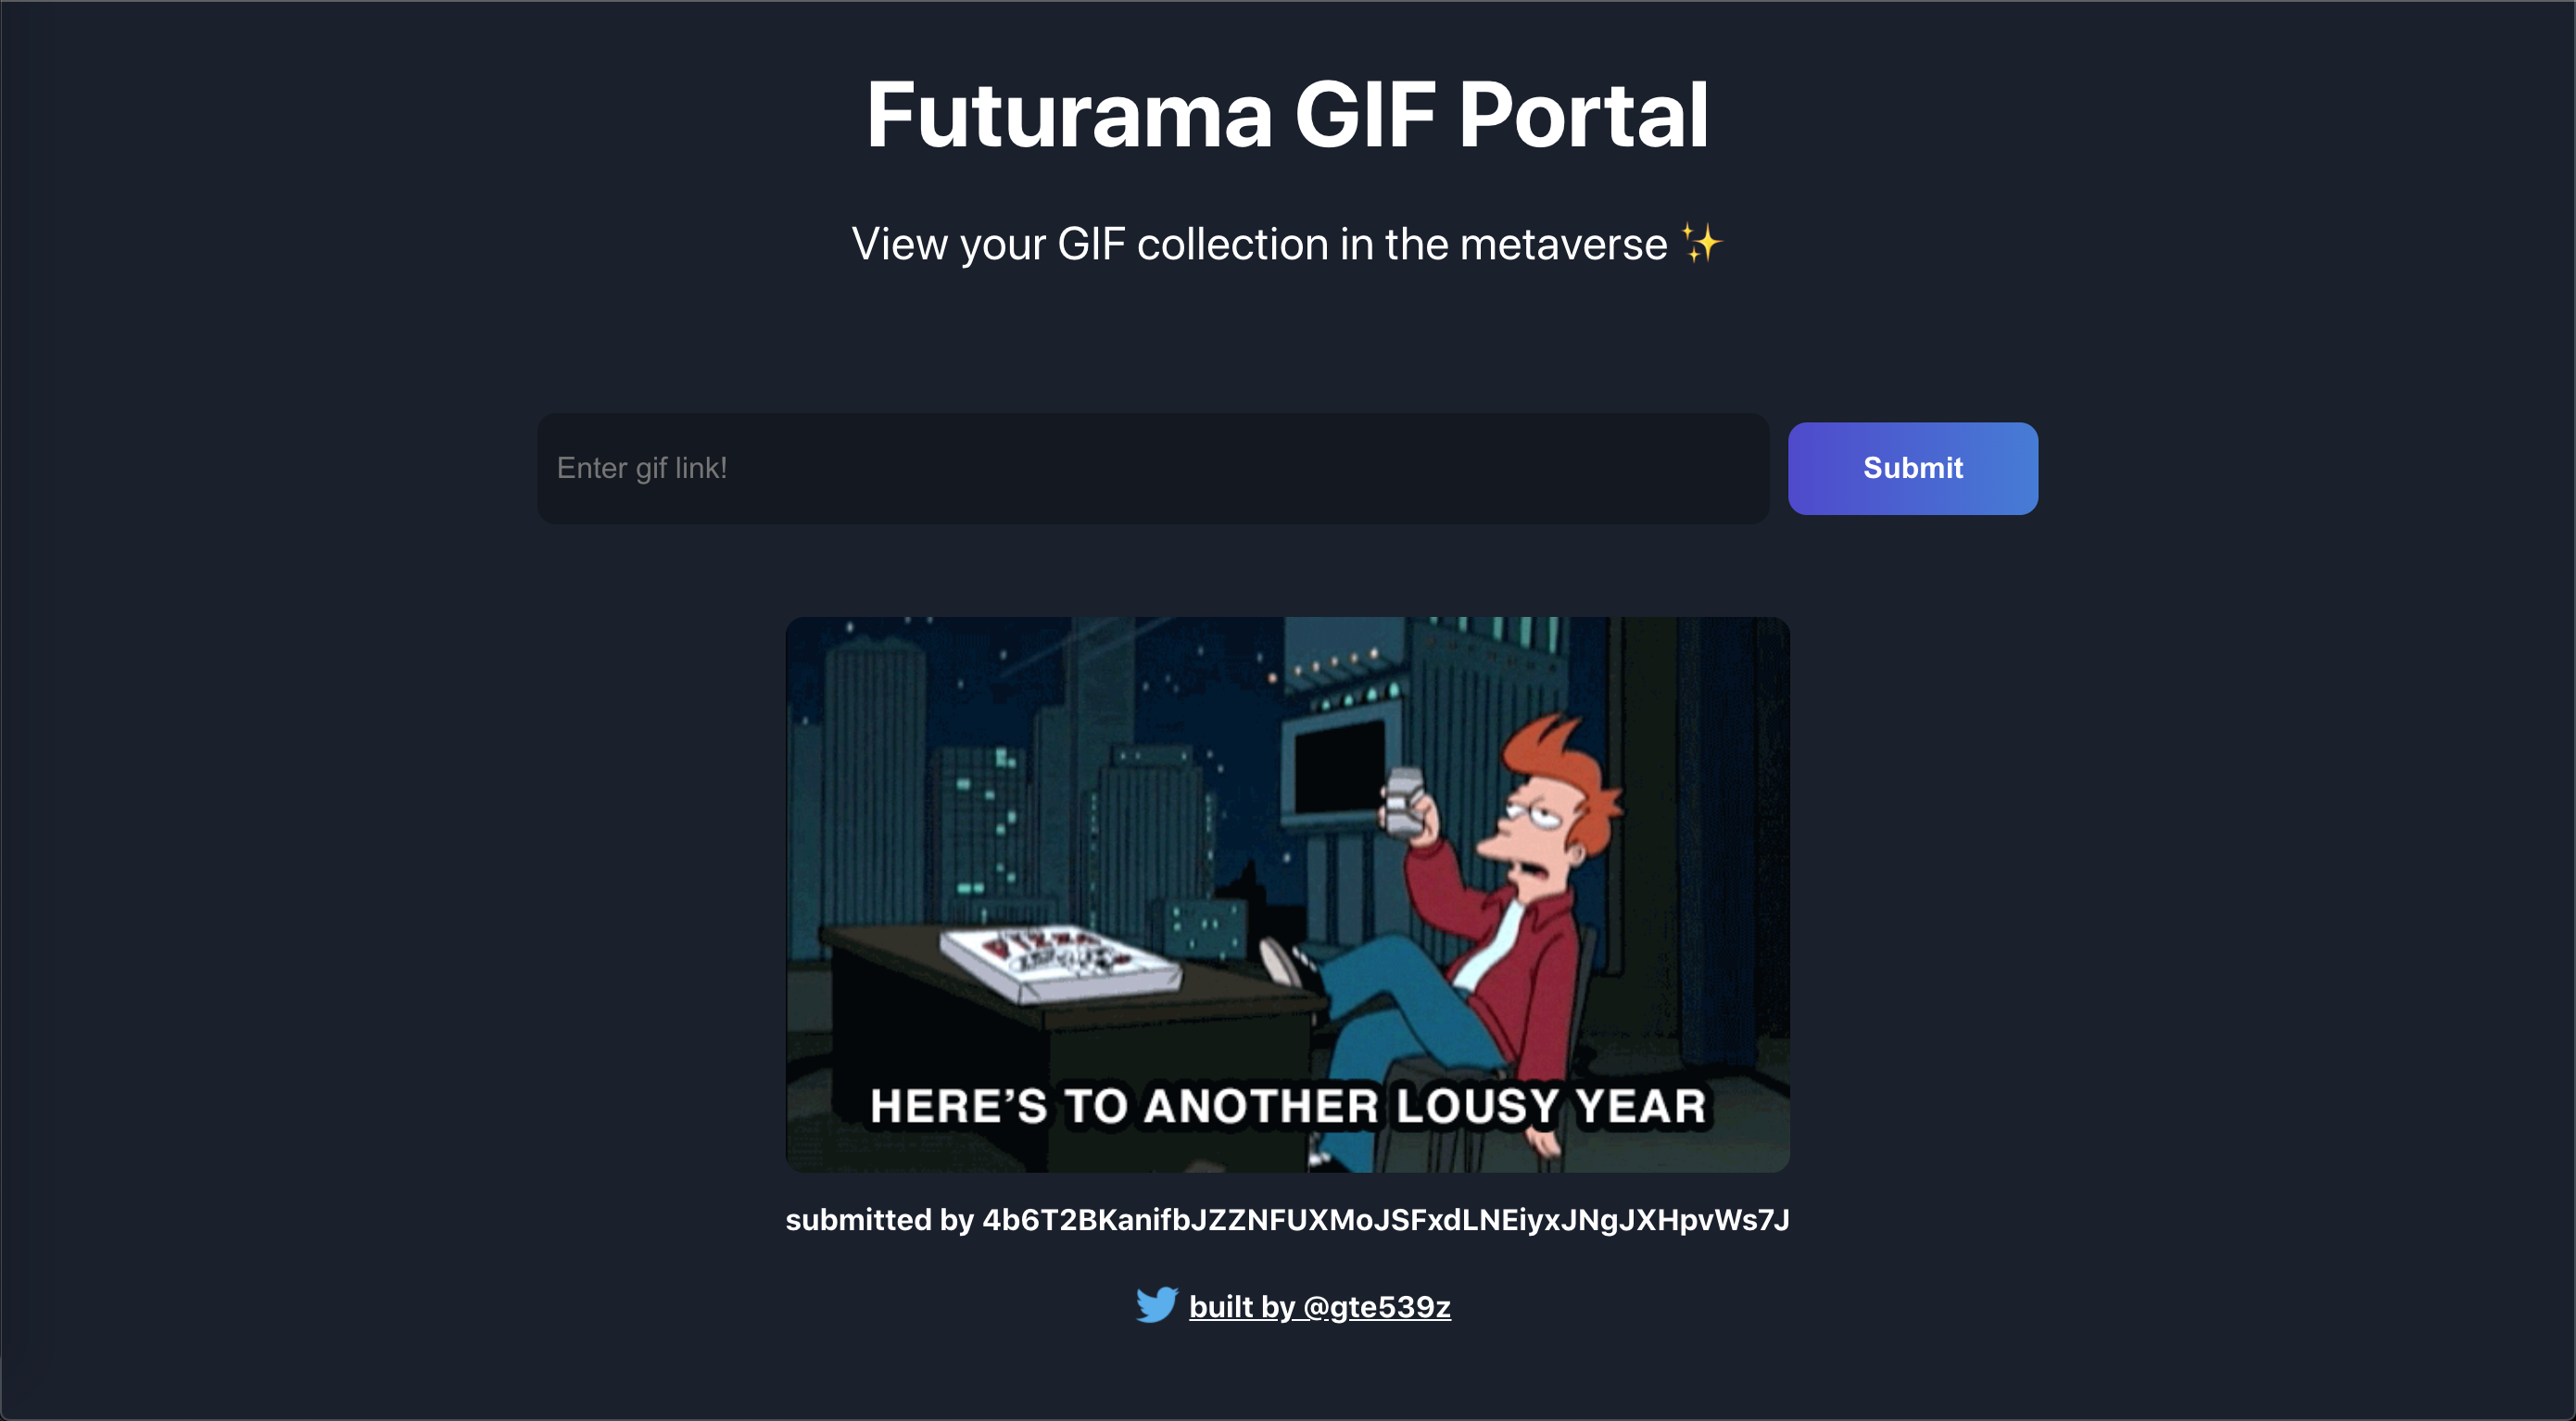 Futurama GIF Portal
View your GIF collection in the metaverse ✨
Enter gif link!
Submit
PIZZA
HERE'S TO ANOTHER LOUSY YEAR
submitted by 4b6T2BKanifbJZZNFUXMoJSFxdLNEiyxJNgJXHpvWs7J
built by @gte539z